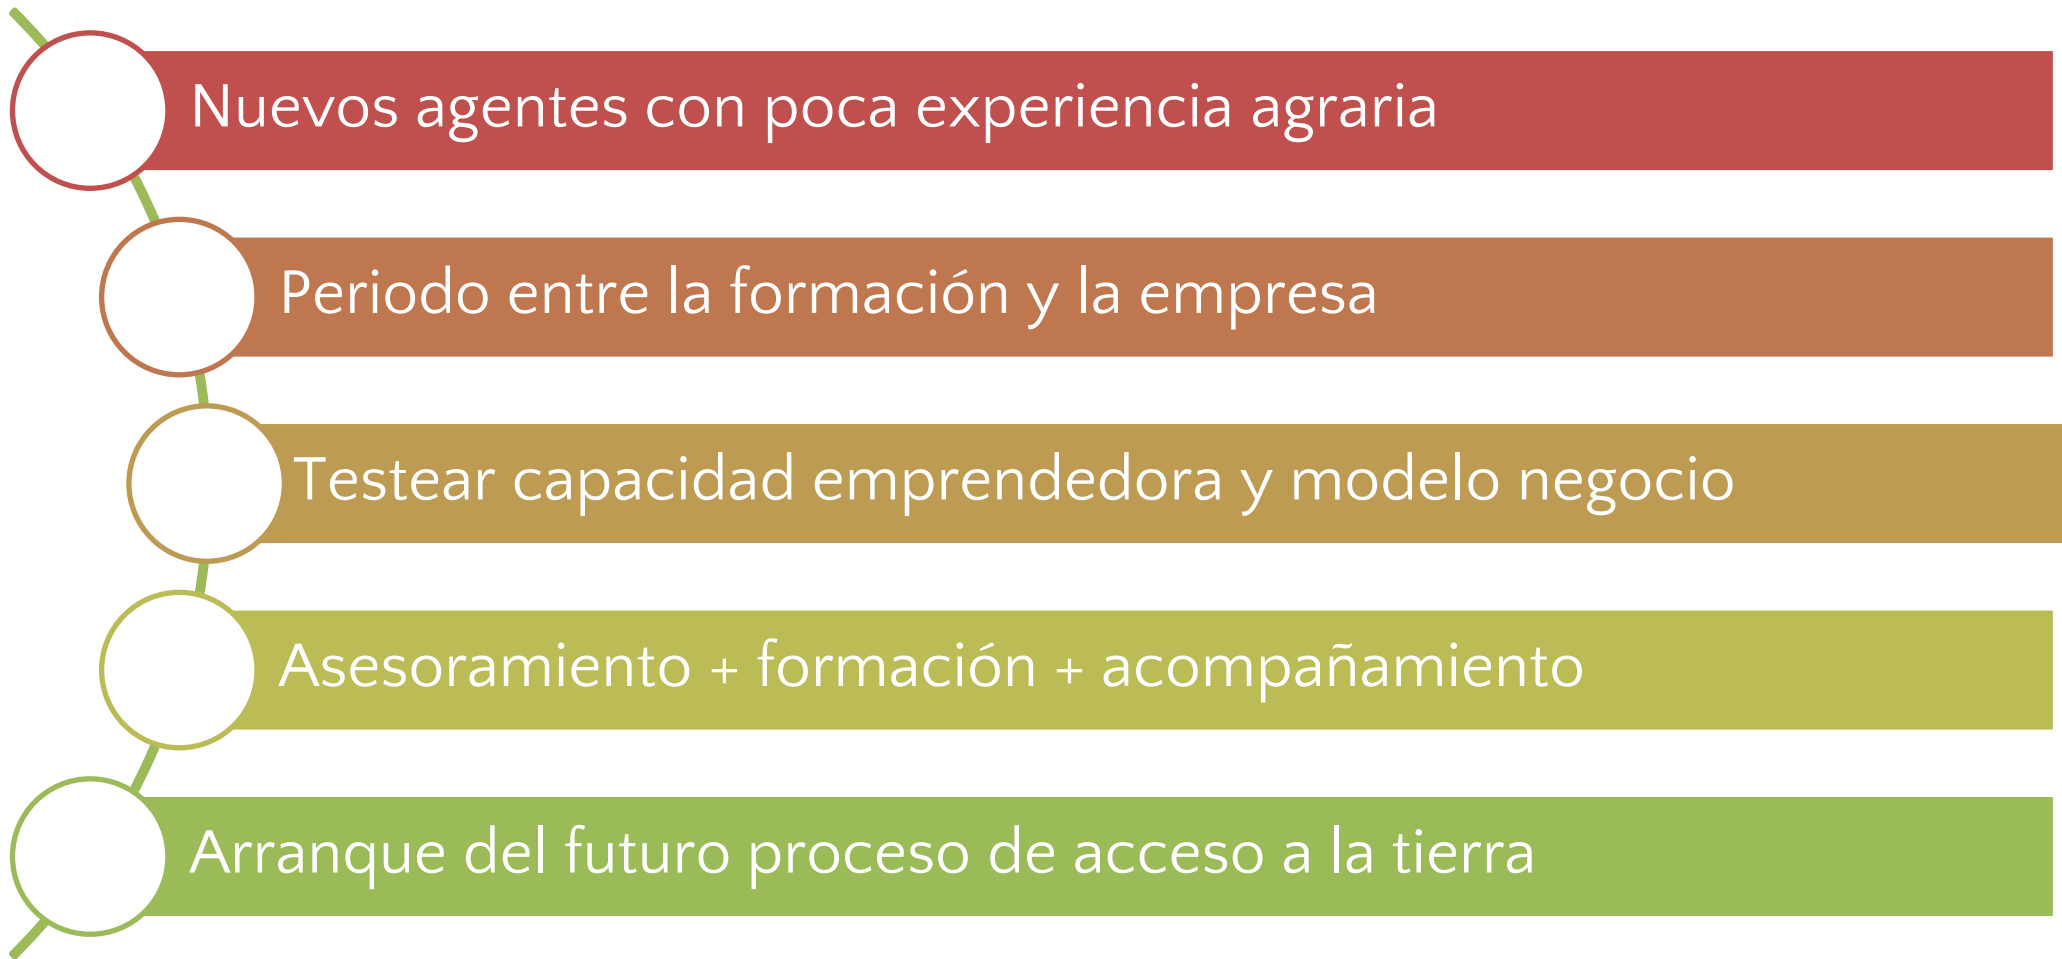 Nuevos agentes con poca experiencia agraria
Periodo entre la formación y la empresa
Testear capacidad emprendedora y modelo negocio
Asesoramiento + formación + acompañamiento
Arranque del futuro proceso de acceso a la tierra